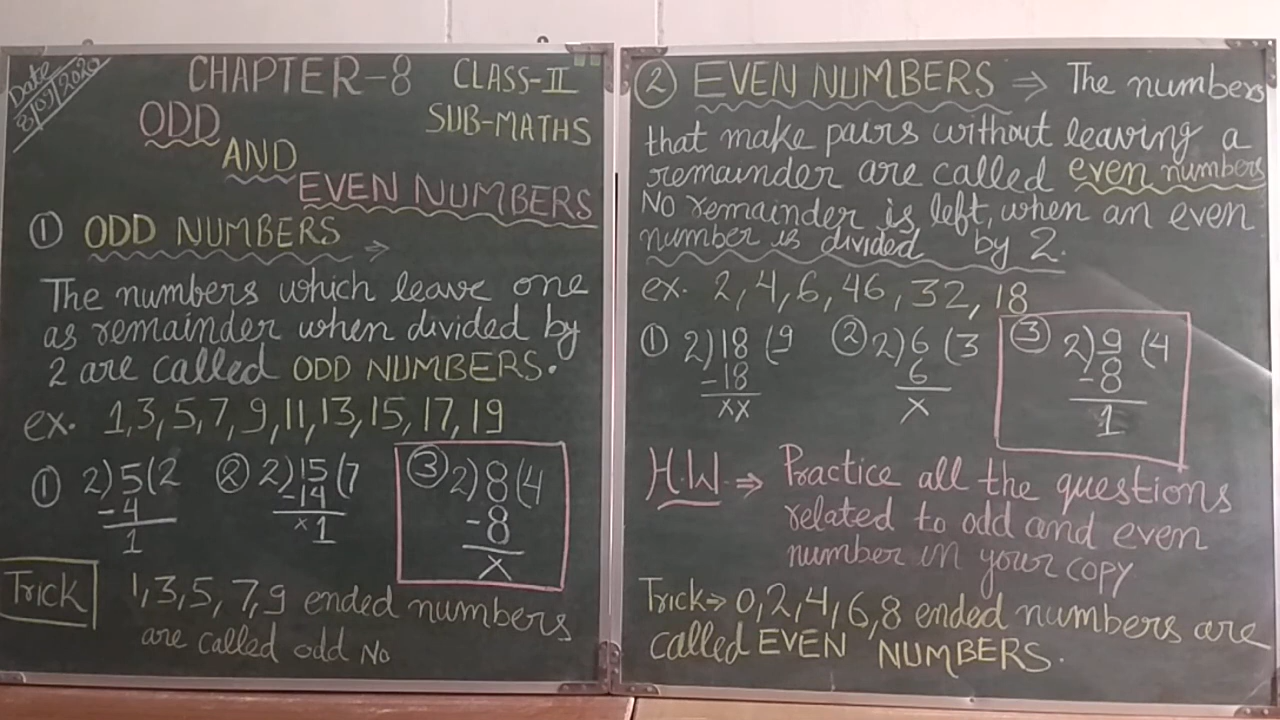 Date
8/09/2020
CHAPTER-8 CLASS-II
ODD SUB-MATHS
AND
EVEN NUMBERS
① ODD NUMBERS ⇒
The numbers which leave one
as remainder when divided by
2 are called ODD NUMBERS.
ex. 1,3,5,7,9,11,13,15,17,19
① 2)5(2 ② 2)15(7 ③ 2)8(4
-4 -14 -8
1 x1 x
Trick 1,3,5,7,9 ended numbers
are called odd No
② EVEN NUMBERS ⇒ The numbers
that make pairs without leaving a
remainder are called even numbers
No remainder is left, when an even
number is divided by 2.
ex. 2,4,6,46,32,18
① 2)18(9 ② 2)6(3 ③ 2)9(4
-18 6 -8
xx x 1
H.W ⇒ Practice all the questions
related to odd and even
number in your copy
Trick ⇒ 0,2,4,6,8 ended numbers are
called EVEN NUMBERS.